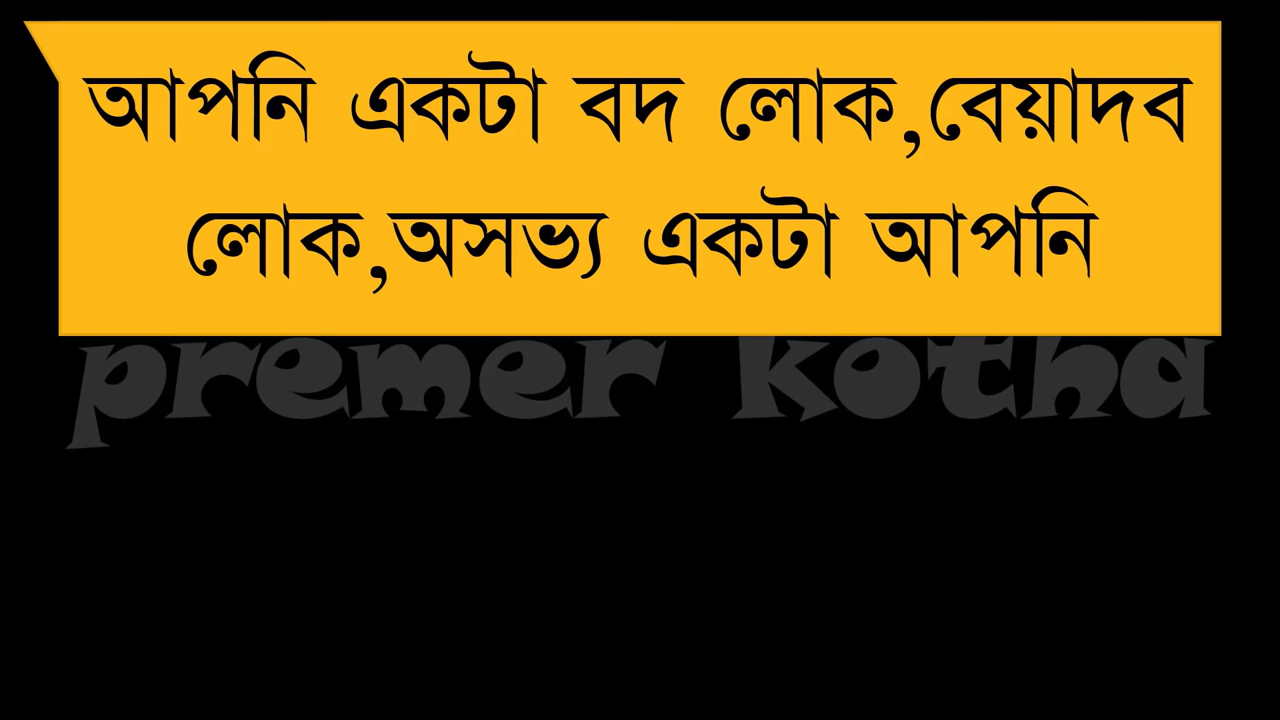 আপনি একটা বদ লোক,বেয়াদব
লোক,অসভ্য একটা আপনি
premer kotha